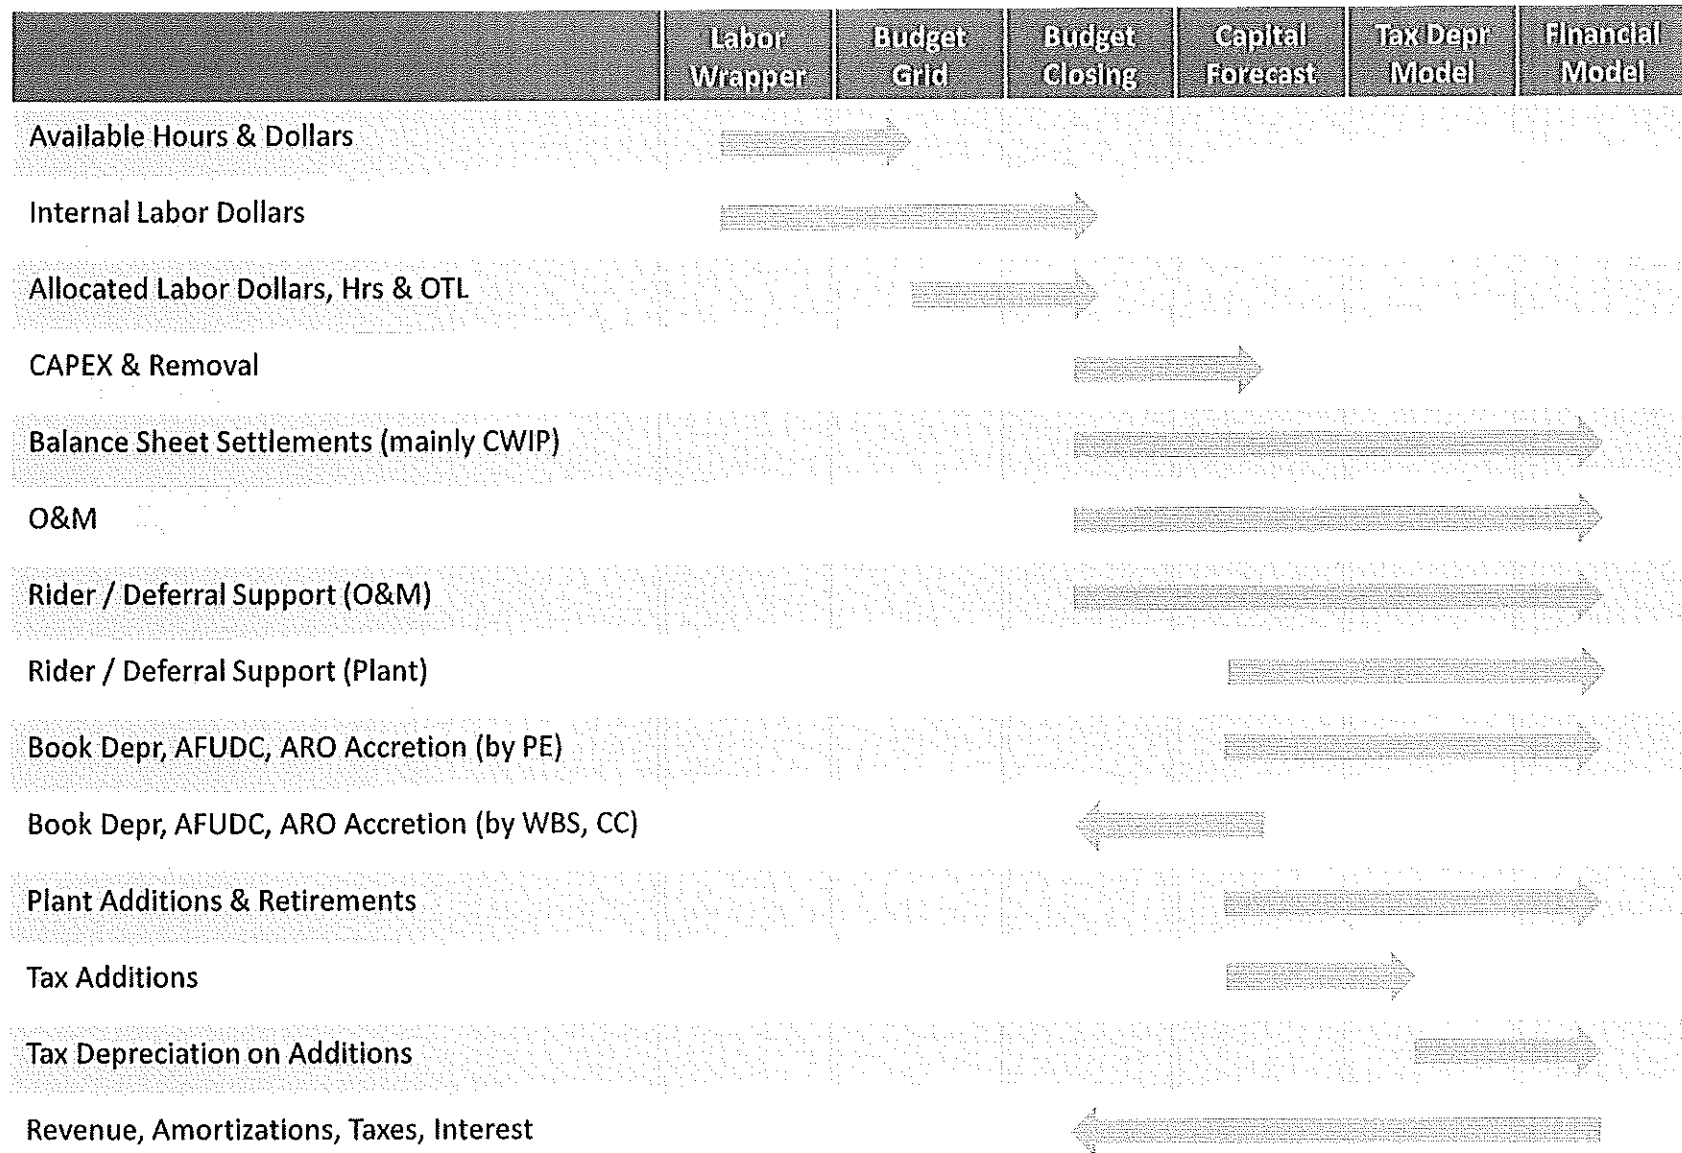 Labor Budget Budget Capital Tax Depr Financial
Wrapper Grid Closing Forecast Model Model
Available Hours & Dollars
Internal Labor Dollars
Allocated Labor Dollars, Hrs & OTL
CAPEX & Removal
Balance Sheet Settlements (mainly CWIP)
O&M
Rider / Deferral Support (O&M)
Rider / Deferral Support (Plant)
Book Depr, AFUDC, ARO Accretion (by PE)
Book Depr, AFUDC, ARO Accretion (by WBS, CC)
Plant Additions & Retirements
Tax Additions
Tax Depreciation on Additions
Revenue, Amortizations, Taxes, Interest